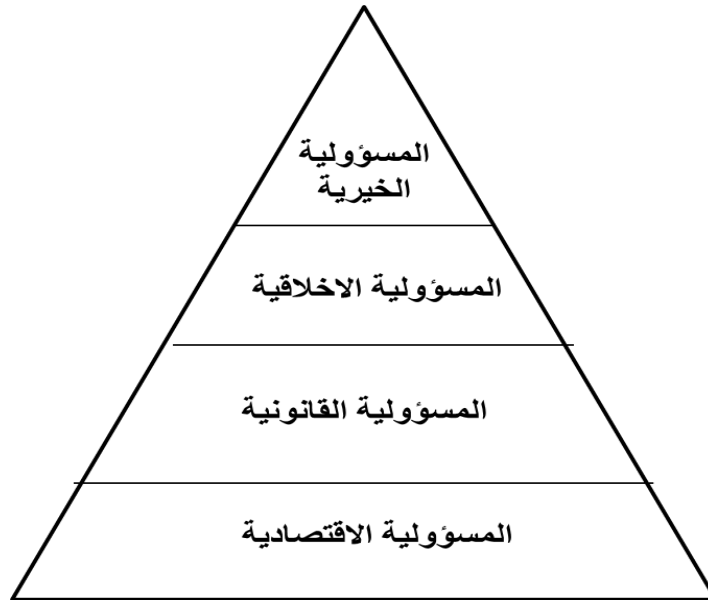 المسؤولية
الخيرية
المسؤولية الاخلاقية
المسؤولية القانونية
المسؤولية الاقتصادية